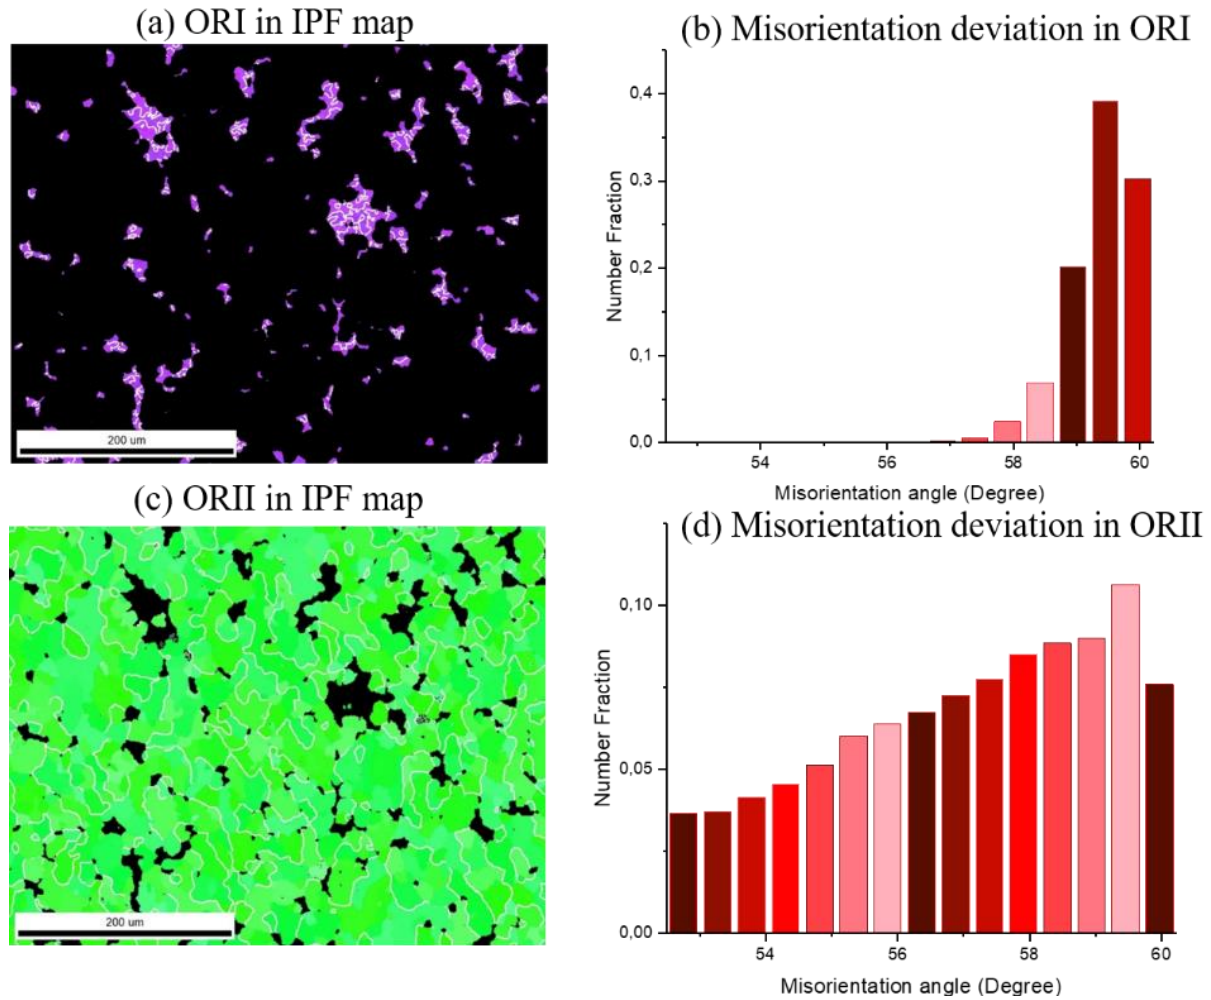 (a) ORI in IPF map
200 um
(b) Misorientation deviation in ORI
Number Fraction
0,4
0,3
0,2
0,1
0,0
54 56 58 60
Misorientation angle (Degree)
(c) ORII in IPF map
200 um
(d) Misorientation deviation in ORII
Number Fraction
0,10
0,05
0,00
54 56 58 60
Misorientation angle (Degree)